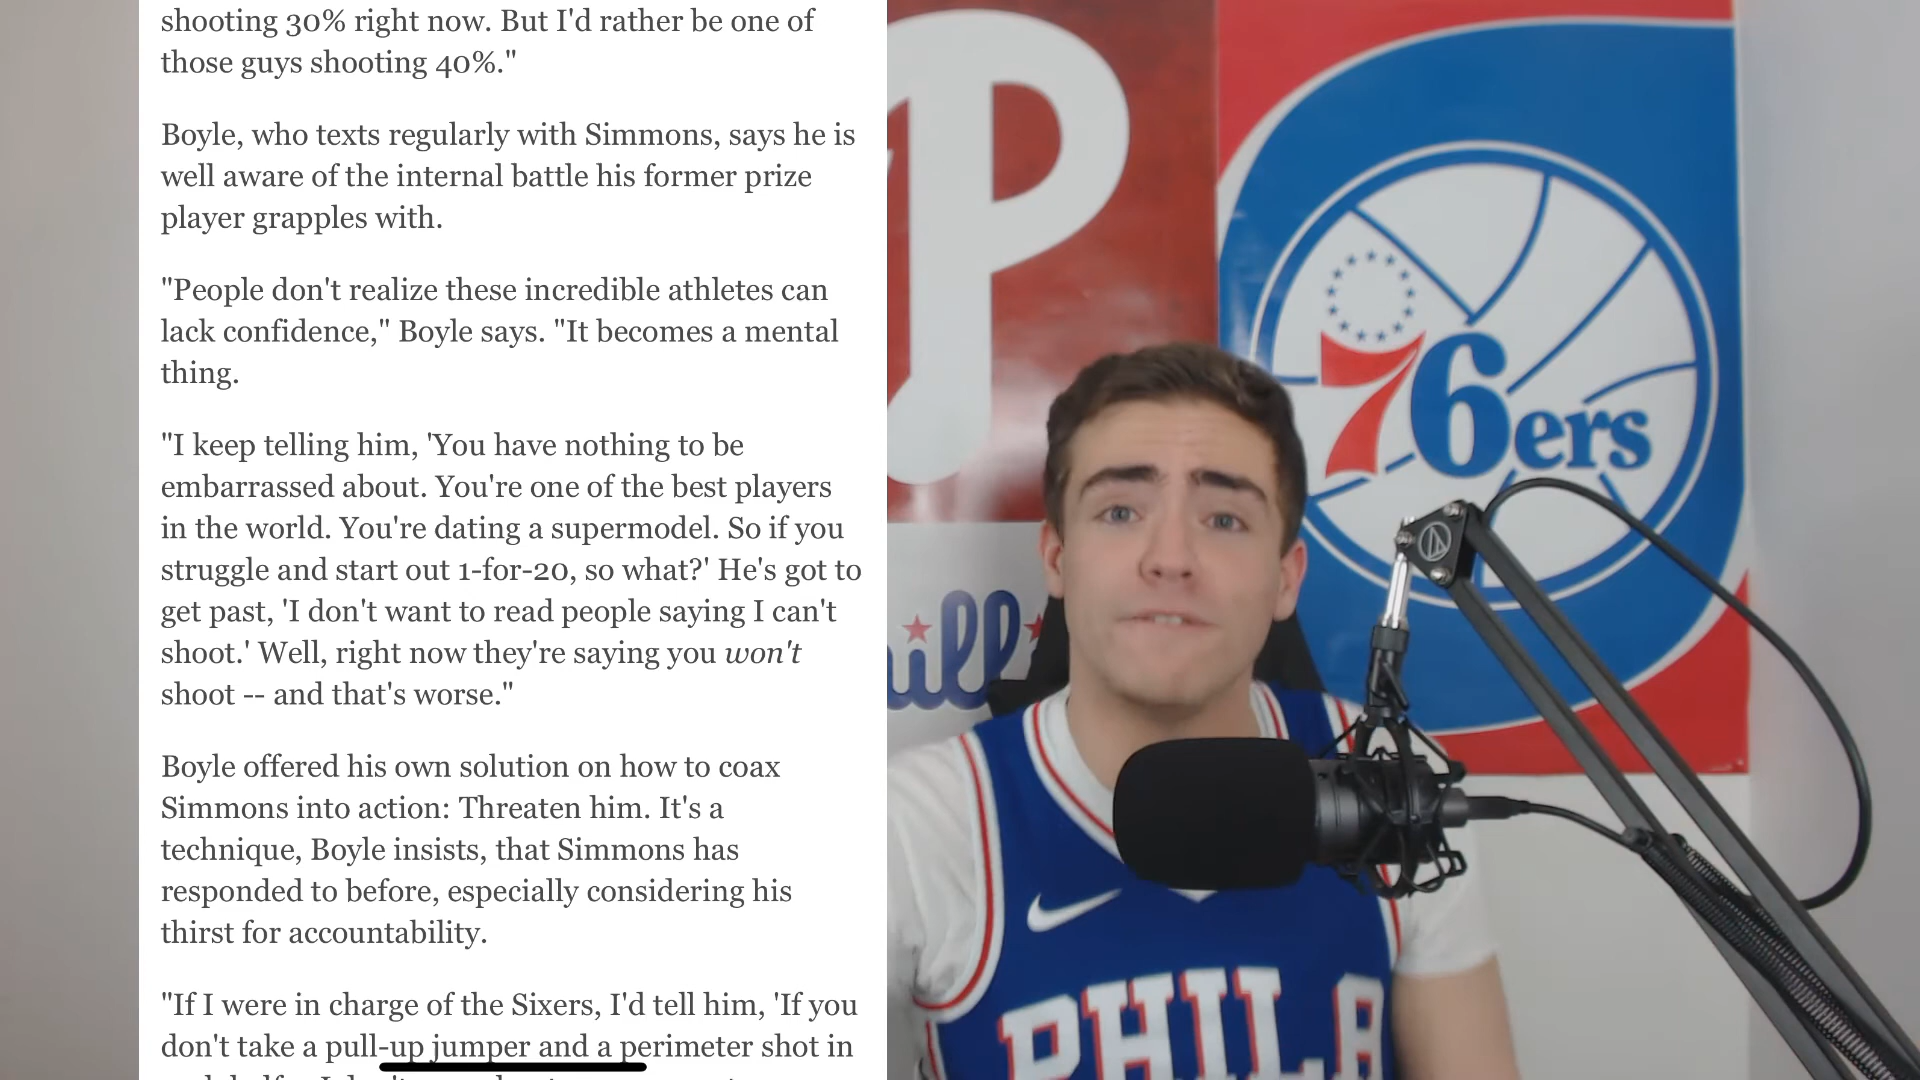 shooting 30% right now. But I'd rather be one of
those guys shooting 40%."
Boyle, who texts regularly with Simmons, says he is
well aware of the internal battle his former prize
player grapples with.
"People don't realize these incredible athletes can
lack confidence," Boyle says. "It becomes a mental
thing.
"I keep telling him, 'You have nothing to be
embarrassed about. You're one of the best players
in the world. You're dating a supermodel. So if you
struggle and start out 1-for-20, so what?' He's got to
get past, 'I don't want to read people saying I can't
shoot.' Well, right now they're saying you won't
shoot -- and that's worse."
Boyle offered his own solution on how to coax
Simmons into action: Threaten him. It's a
technique, Boyle insists, that Simmons has
responded to before, especially considering his
thirst for accountability.
"If I were in charge of the Sixers, I'd tell him, 'If you
don't take a pull-up jumper and a perimeter shot in
P
76ers
PHILA